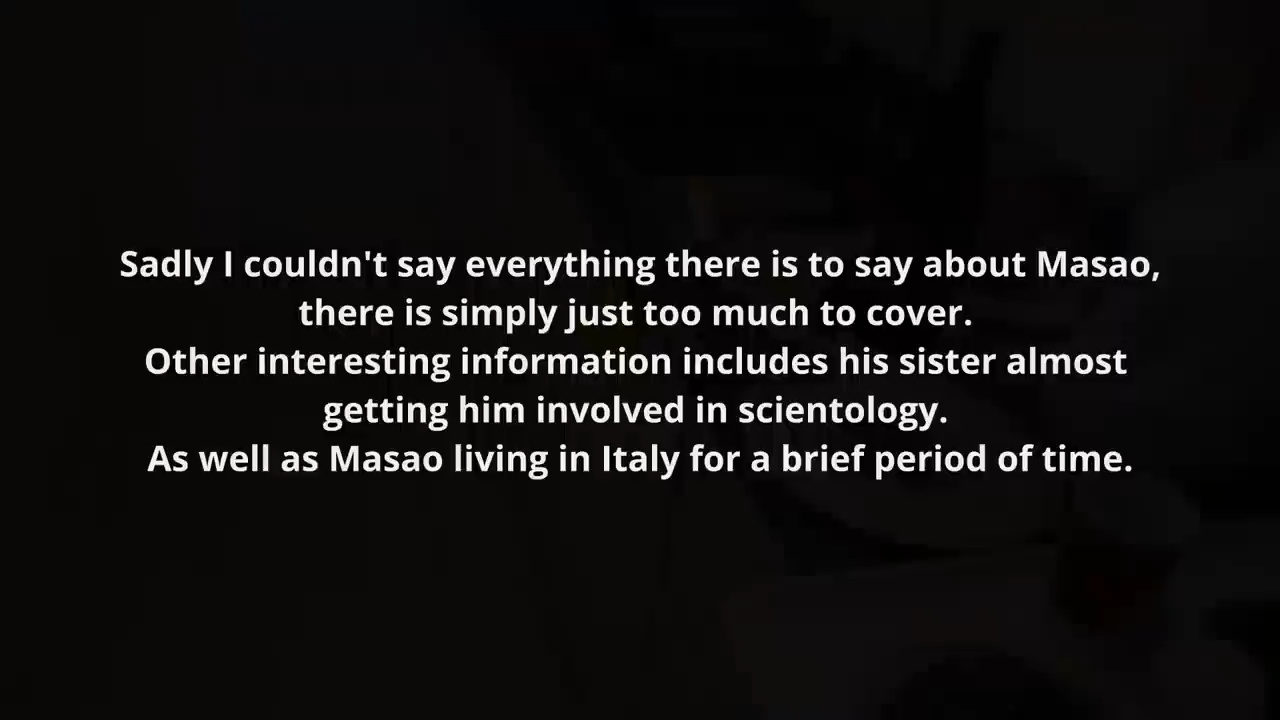 Sadly I couldn't say everything there is to say about Masao,
there is simply just too much to cover.
Other interesting information includes his sister almost
getting him involved in scientology.
As well as Masao living in Italy for a brief period of time.